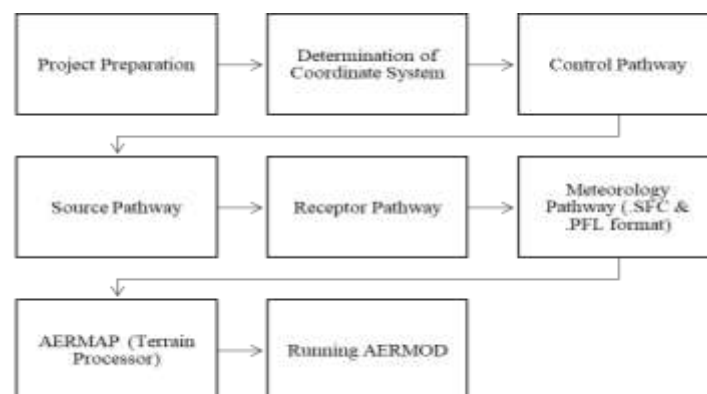 Project Preparation
Determination of
Coordinate System
Control Pathway
Source Pathway
Receptor Pathway
Meteorology
Pathway (.SFC &
.PFL format)
AERMAP (Terrain
Processor)
Running AERMOD